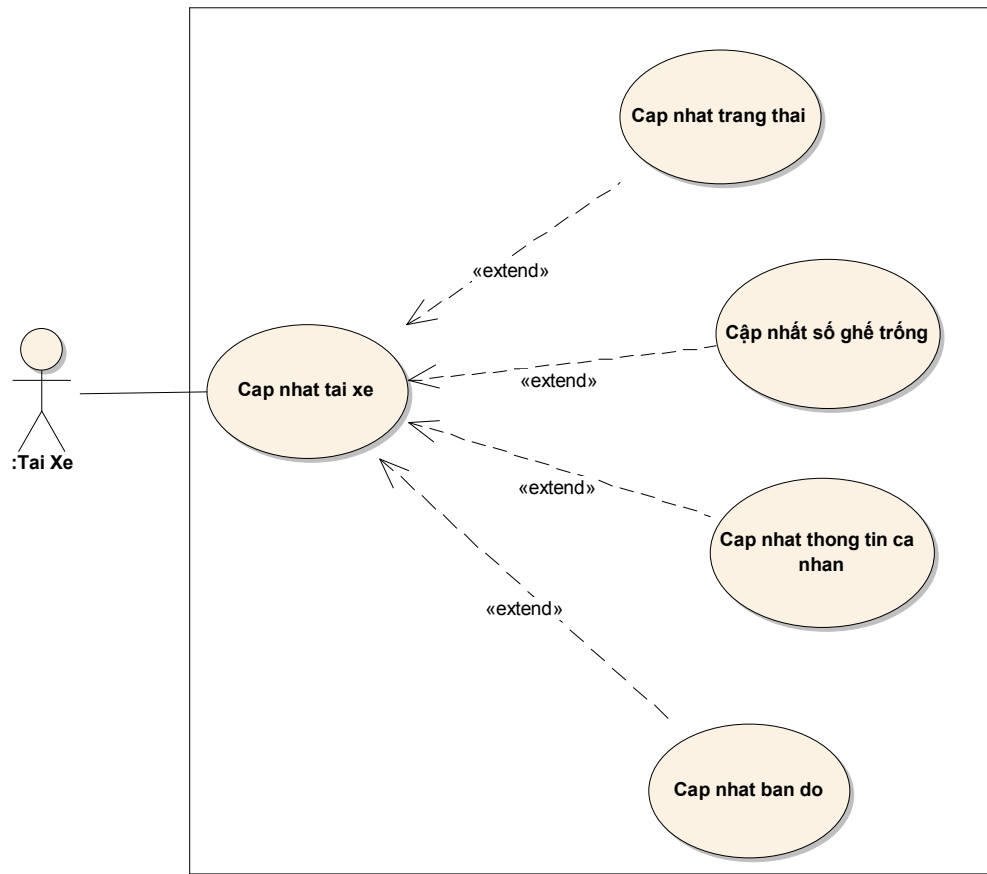 Cap nhat trang thai
«extend»
Cập nhất số ghế trống
«extend»
Cap nhat tai xe
:Tai Xe
«extend»
Cap nhat thong tin ca
nhan
«extend»
Cap nhat ban do